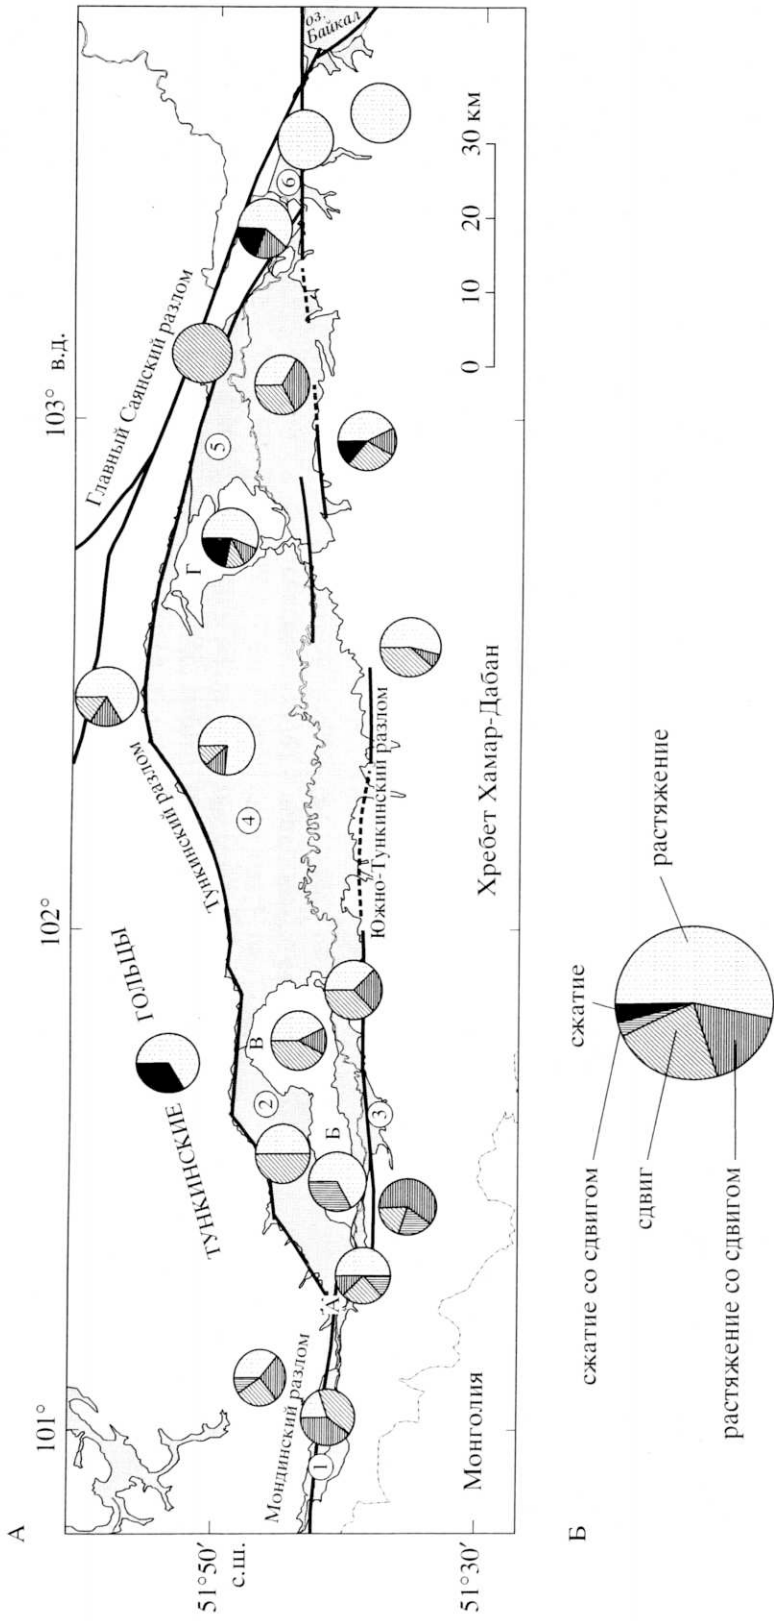 А
101°
102°
103° в.д.
51°50′
с.ш.
51°30′
оз.
Байкал
Главный Саянский разлом
ТУНКИНСКИЕ ГОЛЬЦЫ
Тункинский разлом
Мондинский разлом
Южно-Тункинский разлом
1
2
3
4
5
6
А
Б
В
Г
Монголия
Хребет Хамар-Дабан
0 10 20 30 км
Б
сжатие со сдвигом
сжатие
сдвиг
растяжение
растяжение со сдвигом